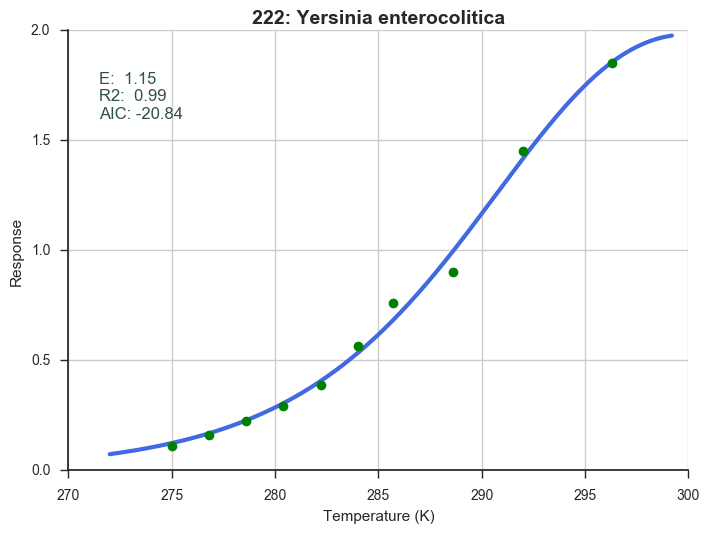 222: Yersinia enterocolitica
E: 1.15
R2: 0.99
AIC: -20.84
Response
2.0
1.5
1.0
0.5
0.0
270 275 280 285 290 295 300
Temperature (K)